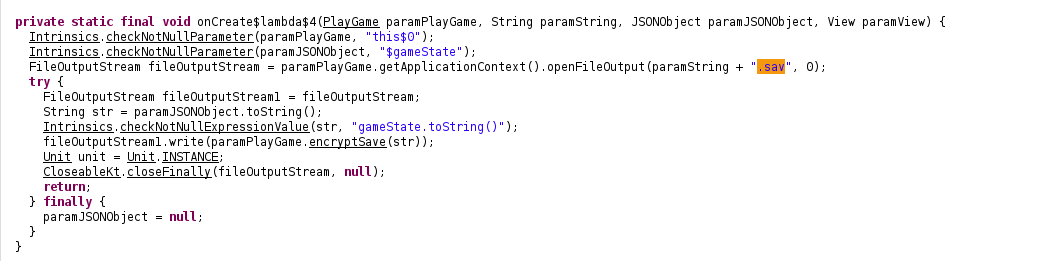 private static final void onCreate$lambda$4(PlayGame paramPlayGame, String paramString, JSONObject paramJSONObject, View paramView) {
  Intrinsics.checkNotNullParameter(paramPlayGame, "this$0");
  Intrinsics.checkNotNullParameter(paramJSONObject, "$gameState");
  FileOutputStream fileOutputStream = paramPlayGame.getApplicationContext().openFileOutput(paramString + ".sav", 0);
  try {
    FileOutputStream fileOutputStream1 = fileOutputStream;
    String str = paramJSONObject.toString();
    Intrinsics.checkNotNullExpressionValue(str, "gameState.toString()");
    fileOutputStream1.write(paramPlayGame.encryptSave(str));
    Unit unit = Unit.INSTANCE;
    CloseableKt.closeFinally(fileOutputStream, null);
    return;
  } finally {
    paramJSONObject = null;
  }
}